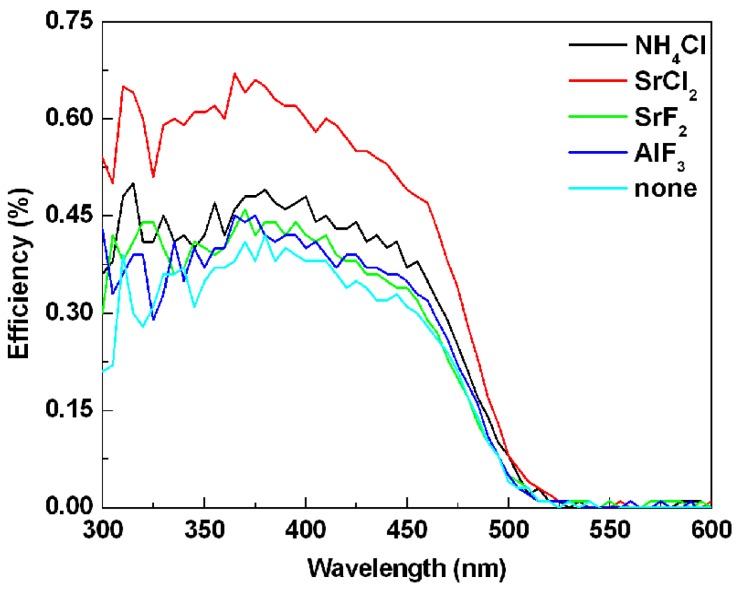 0.75
0.60
0.45
0.30
0.15
0.00
Efficiency (%)
NH4Cl
SrCl2
SrF2
AlF3
none
300 350 400 450 500 550 600
Wavelength (nm)